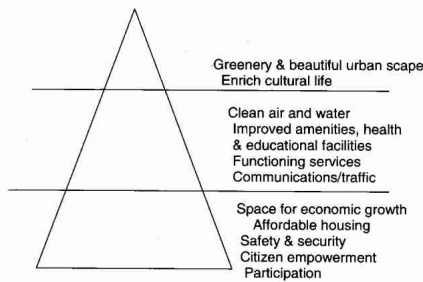 Greenery & beautiful urban scape
Enrich cultural life
Clean air and water
Improved amenities, health
& educational facilities
Functioning services
Communications/traffic
Space for economic growth
Affordable housing
Safety & security
Citizen empowerment
Participation